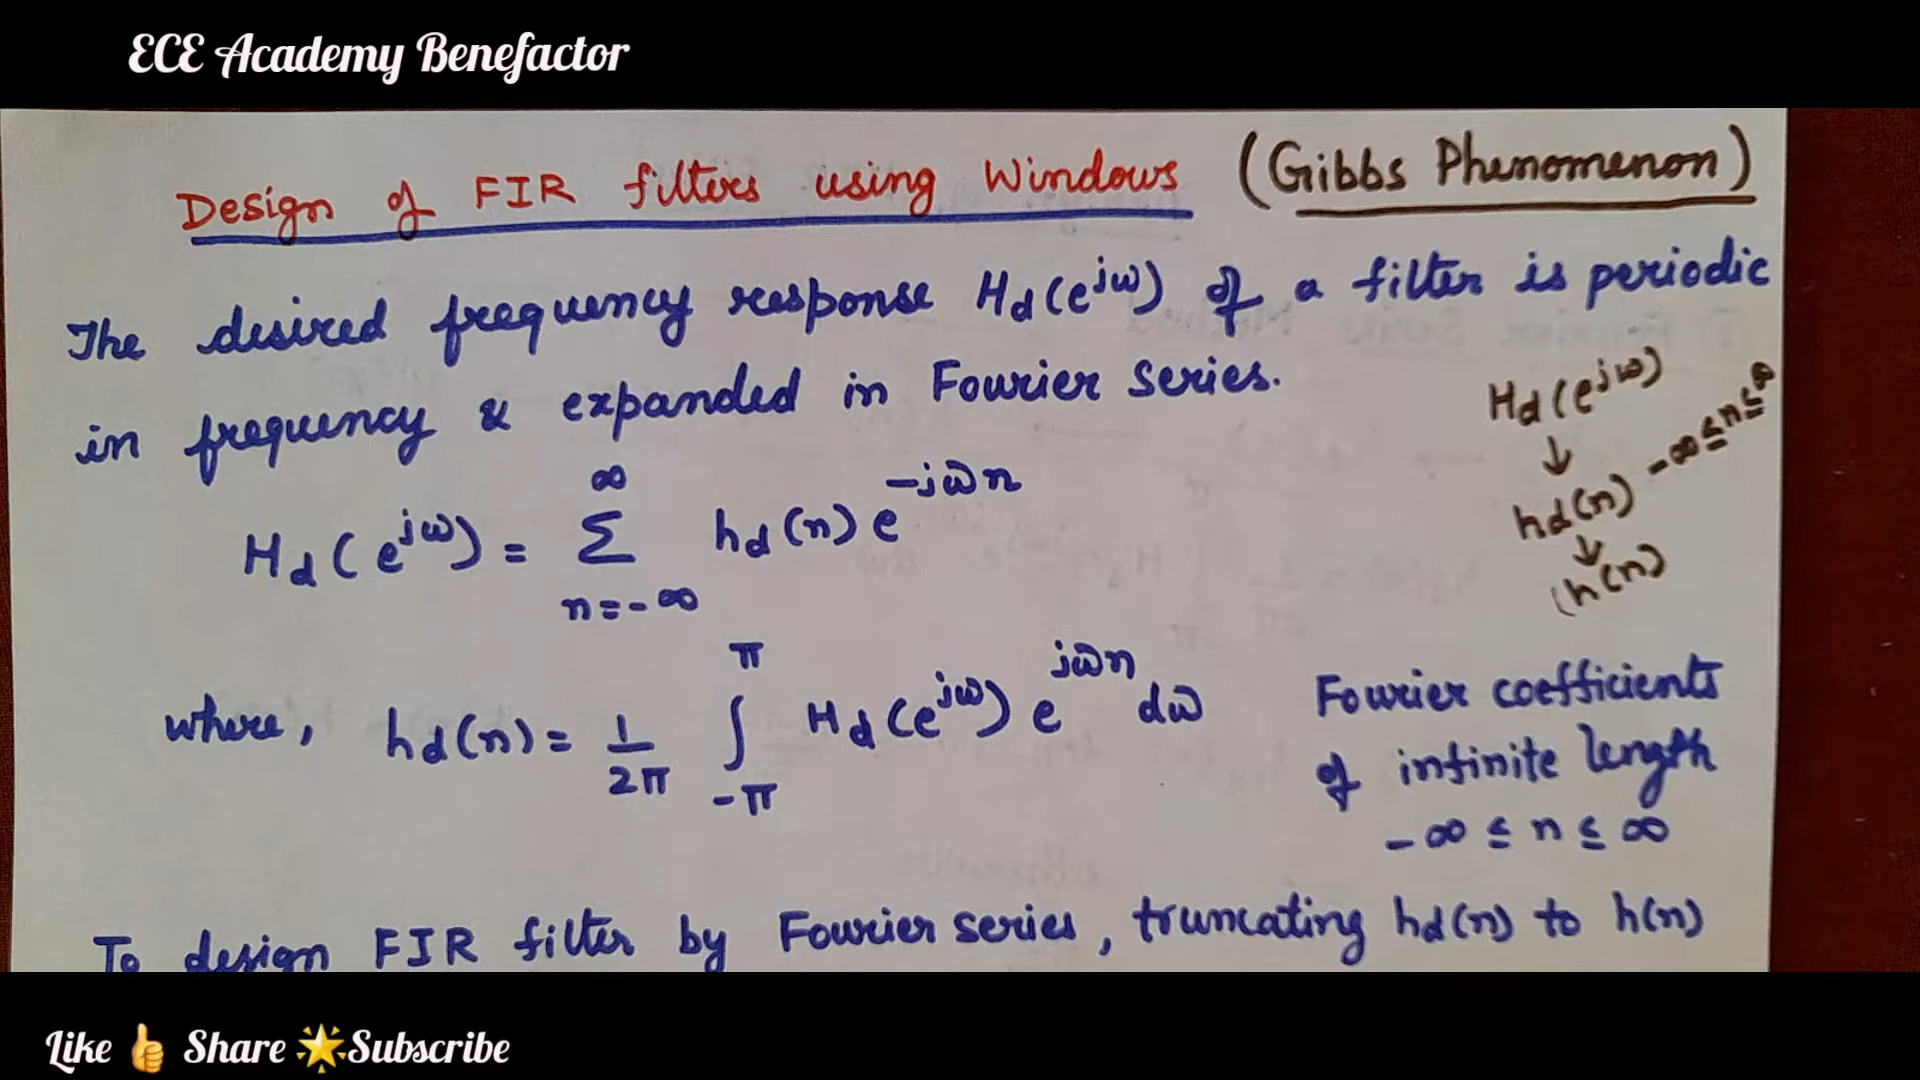 ECE Academy Benefactor
Design of FIR filters using Windows (Gibbs Phenomenon)
The desired frequency response Hd(e^jω) of a filter is periodic
in frequency & expanded in Fourier Series.
Hd(e^jω)
↓
hd(n) -∞≤n≤∞
↓
h(n)
Hd(e^jω) = ∞ Σ n=-∞ hd(n) e^-jωn
where, hd(n) = 1/2π π ∫ -π Hd(e^jω) e^jωn dω
Fourier coefficients
of infinite length
-∞ ≤ n ≤ ∞
To design FIR filter by Fourier series, truncating hd(n) to h(n)
Like 👍 Share 🌟Subscribe